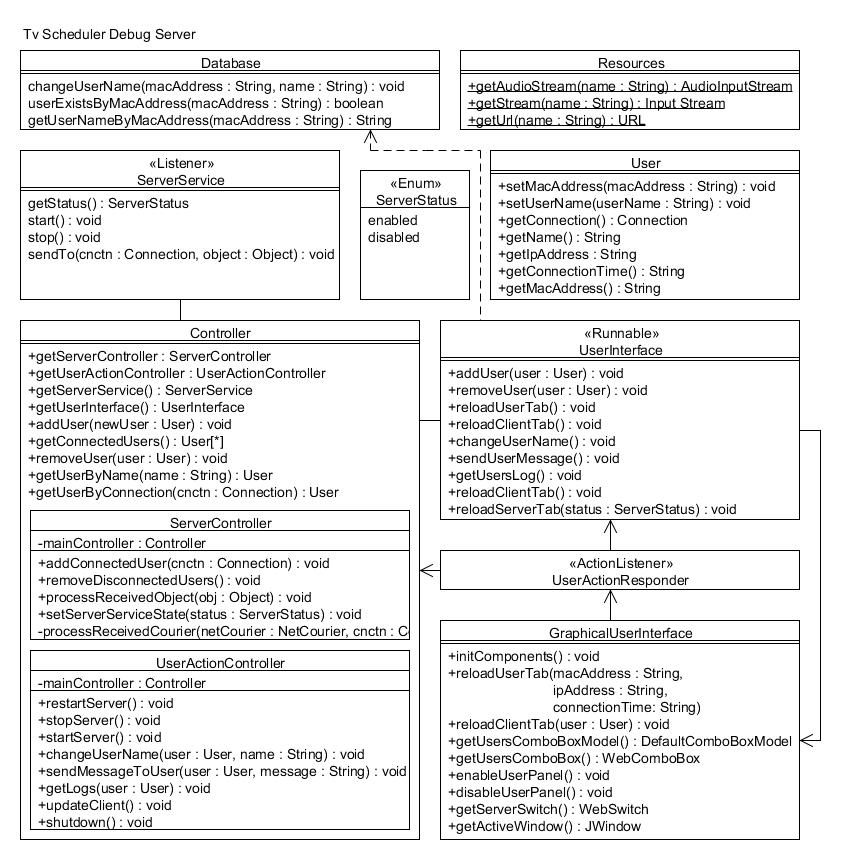 Tv Scheduler Debug Server
Database
changeUserName(macAddress : String, name : String) : void
userExistsByMacAddress(macAddress : String) : boolean
getUserNameByMacAddress(macAddress : String) : String
Resources
+getAudioStream(name : String) : AudioInputStream
+getStream(name : String) : Input Stream
+getUrl(name : String) : URL
«Listener»
ServerService
getStatus() : ServerStatus
start() : void
stop() : void
sendTo(cnctn : Connection, object : Object) : void
«Enum»
ServerStatus
enabled
disabled
User
+setMacAddress(macAddress : String) : void
+setUserName(userName : String) : void
+getConnection() : Connection
+getName() : String
+getIpAddress : String
+getConnectionTime() : String
+getMacAddress() : String
Controller
+getServerController : ServerController
+getUserActionController : UserActionController
+getServerService() : ServerService
+getUserInterface() : UserInterface
+addUser(newUser : User) : void
+getConnectedUsers() : User[*]
+removeUser(user : User) : void
+getUserByName(name : String) : User
+getUserByConnection(cnctn : Connection) : User
ServerController
-mainController : Controller
+addConnectedUser(cnctn : Connection) : void
+removeDisconnectedUsers() : void
+processReceivedObject(obj : Object) : void
+setServerServiceState(status : ServerStatus) : void
-processReceivedCourier(netCourier : NetCourier, cnctn : C
UserActionController
-mainController : Controller
+restartServer() : void
+stopServer() : void
+startServer() : void
+changeUserName(user : User, name : String) : void
+sendMessageToUser(user : User, message : String) : void
+getLogs(user : User) : void
+updateClient() : void
+shutdown() : void
«Runnable»
UserInterface
+addUser(user : User) : void
+removeUser(user : User) : void
+reloadUserTab() : void
+reloadClientTab() : void
+changeUserName() : void
+sendUserMessage() : void
+getUsersLog() : void
+reloadClientTab() : void
+reloadServerTab(status : ServerStatus) : void
«ActionListener»
UserActionResponder
GraphicalUserInterface
+initComponents() : void
+reloadUserTab(macAddress : String,
ipAddress : String,
connectionTime: String)
+reloadClientTab(user : User) : void
+getUsersComboBoxModel() : DefaultComboBoxModel
+getUsersComboBox() : WebComboBox
+enableUserPanel() : void
+disableUserPanel() : void
+getServerSwitch() : WebSwitch
+getActiveWindow() : JWindow